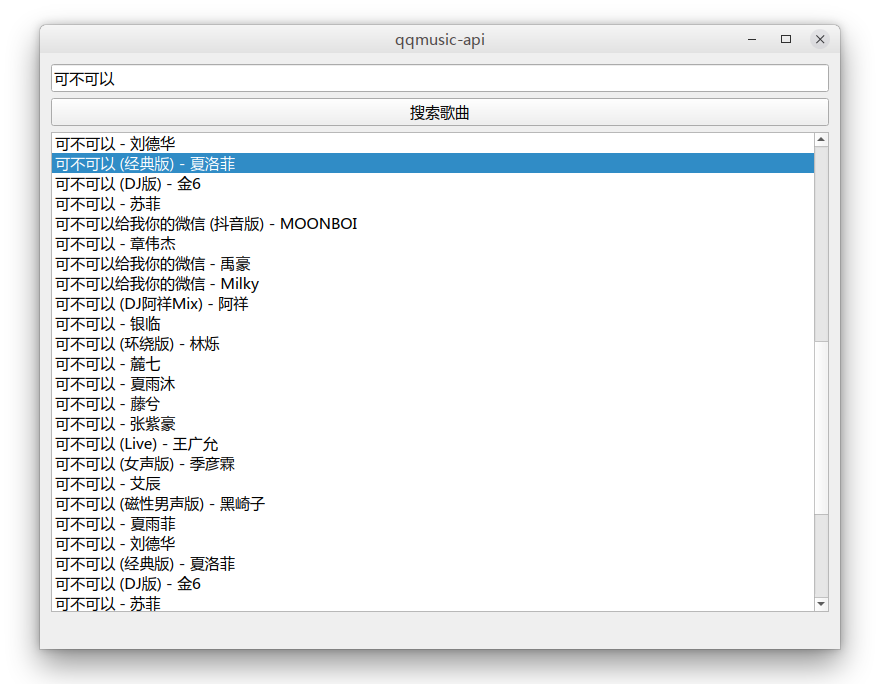 qqmusic-api
可不可以
搜索歌曲
可不可以 - 刘德华
可不可以 (经典版) - 夏洛菲
可不可以 (DJ版) - 金6
可不可以 - 苏菲
可不可以给我你的微信 (抖音版) - MOONBOI
可不可以 - 章伟杰
可不可以给我你的微信 - 禹豪
可不可以给我你的微信 - Milky
可不可以 (DJ阿祥Mix) - 阿祥
可不可以 - 银临
可不可以 (环绕版) - 林烁
可不可以 - 麓七
可不可以 - 夏雨沐
可不可以 - 藤兮
可不可以 - 张紫豪
可不可以 (Live) - 王广允
可不可以 (女声版) - 季彦霖
可不可以 - 艾辰
可不可以 (磁性男声版) - 黑崎子
可不可以 - 夏雨菲
可不可以 - 刘德华
可不可以 (经典版) - 夏洛菲
可不可以 (DJ版) - 金6
可不可以 - 苏菲